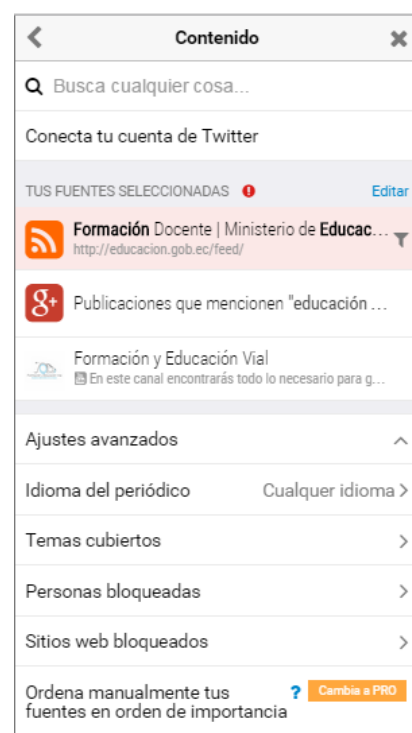 Contenido
Busca cualquier cosa...
Conecta tu cuenta de Twitter
TUS FUENTES SELECCIONADAS Editar
Formación Docente | Ministerio de Educac...
http://educacion.gob.ec/feed/
g+ Publicaciones que mencionen "educación ...
Formación y Educación Vial
En este canal encontrarás todo lo necesario para g...
Ajustes avanzados
Idioma del periódico Cualquer idioma
Temas cubiertos
Personas bloqueadas
Sitios web bloqueados
Ordena manualmente tus ? Cambia a PRO
fuentes en orden de importancia